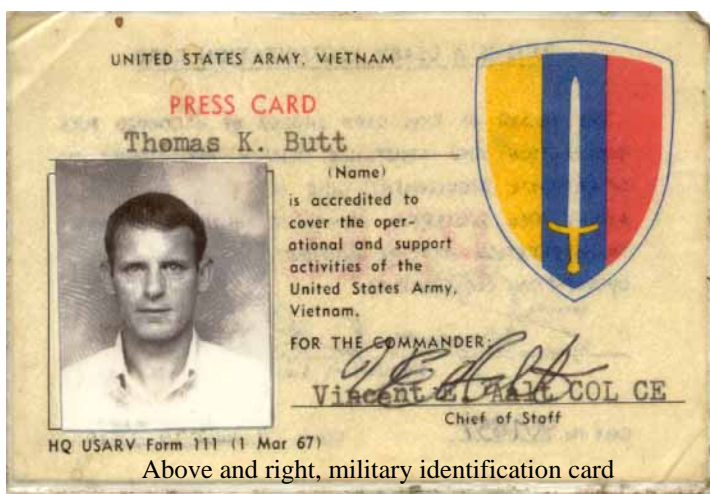 UNITED STATES ARMY, VIETNAM
PRESS CARD
Thomas K. Butt
(Name)
is accredited to
cover the oper-
ational and support
activities of the
United States Army,
Vietnam.
FOR THE COMMANDER:
Vincent E. Aalt COL CE
Chief of Staff
HQ USARV Form 111 (1 Mar 67)
Above and right, military identification card